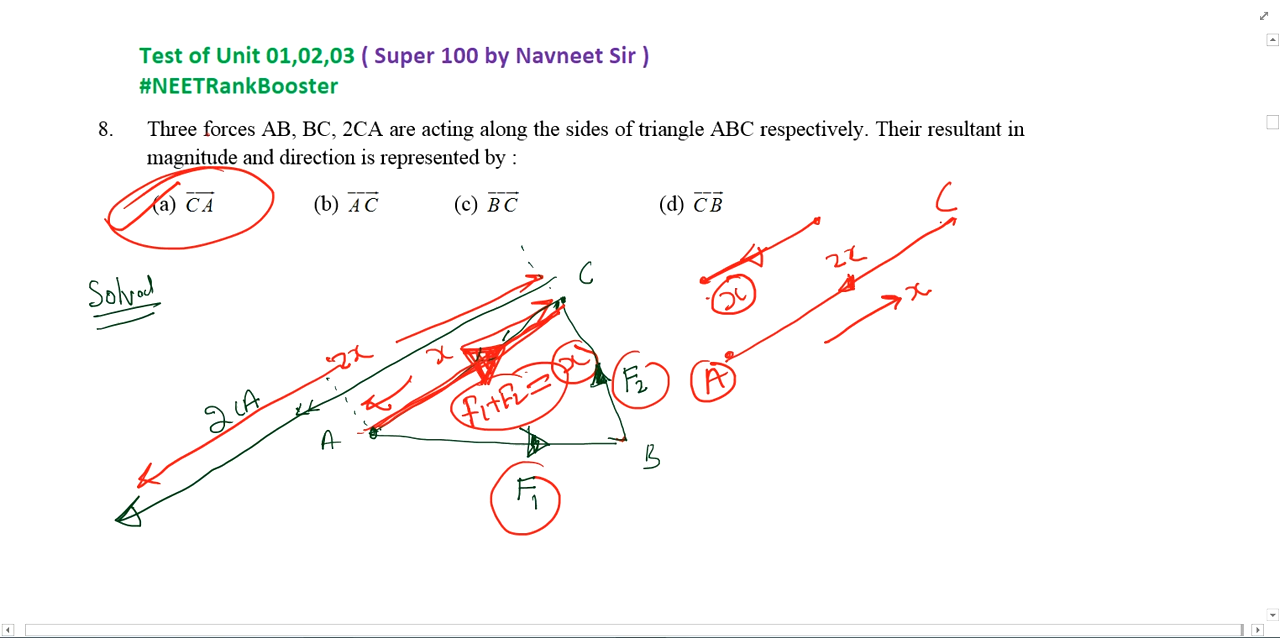 Test of Unit 01,02,03 ( Super 100 by Navneet Sir )
#NEETRankBooster
8. Three forces AB, BC, 2CA are acting along the sides of triangle ABC respectively. Their resultant in
magnitude and direction is represented by :
(a) CA (b) AC (c) BC (d) CB
Solved
C
C
2x
x
x
2x
x
x
F1+F2 =
F2
A
2CA
A
B
F1